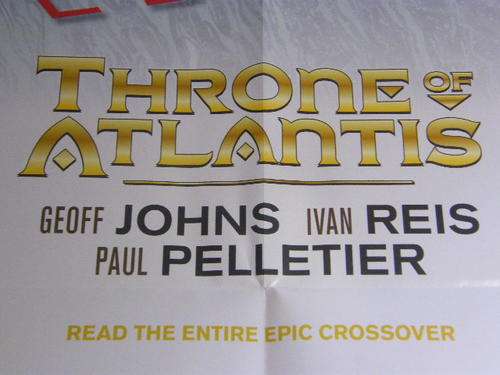 THRONE OF
ATLANTIS
GEOFF JOHNS IVAN REIS
PAUL PELLETIER
READ THE ENTIRE EPIC CROSSOVER